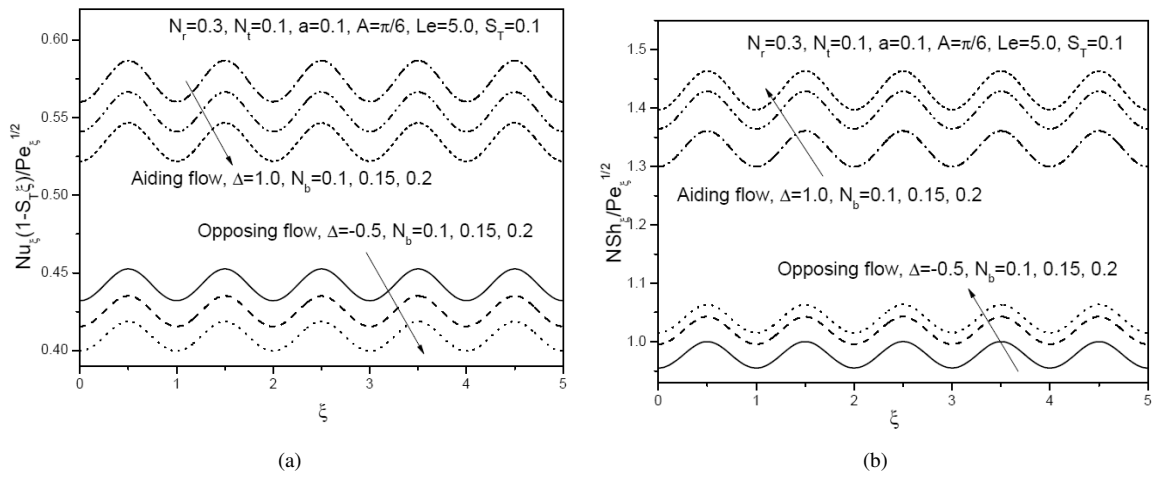 N_r=0.3, N_t=0.1, a=0.1, A=π/6, Le=5.0, S_T=0.1
0.60
0.55
0.50
0.45
0.40
Nu_ξ(1-S_Tξ)/Pe_ξ^1/2
Aiding flow, Δ=1.0, N_b=0.1, 0.15, 0.2
Opposing flow, Δ=-0.5, N_b=0.1, 0.15, 0.2
0 1 2 3 4 5
ξ
(a)
N_r=0.3, N_t=0.1, a=0.1, A=π/6, Le=5.0, S_T=0.1
1.5
1.4
1.3
1.2
1.1
1.0
NSh_ξ/Pe_ξ^1/2
Aiding flow, Δ=1.0, N_b=0.1, 0.15, 0.2
Opposing flow, Δ=-0.5, N_b=0.1, 0.15, 0.2
0 1 2 3 4 5
ξ
(b)